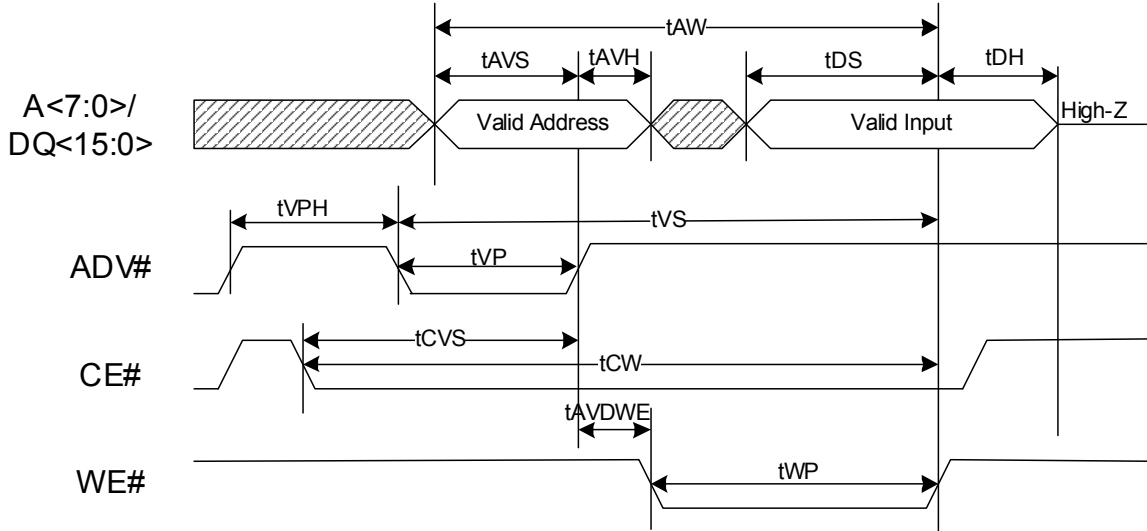 tAW
tAVS
tAVH
tDS
tDH
A<7:0>/
DQ<15:0>
Valid Address
Valid Input
High-Z
tVPH
tVS
ADV#
tVP
tCVS
CE#
tCW
tAVDWE
WE#
tWP